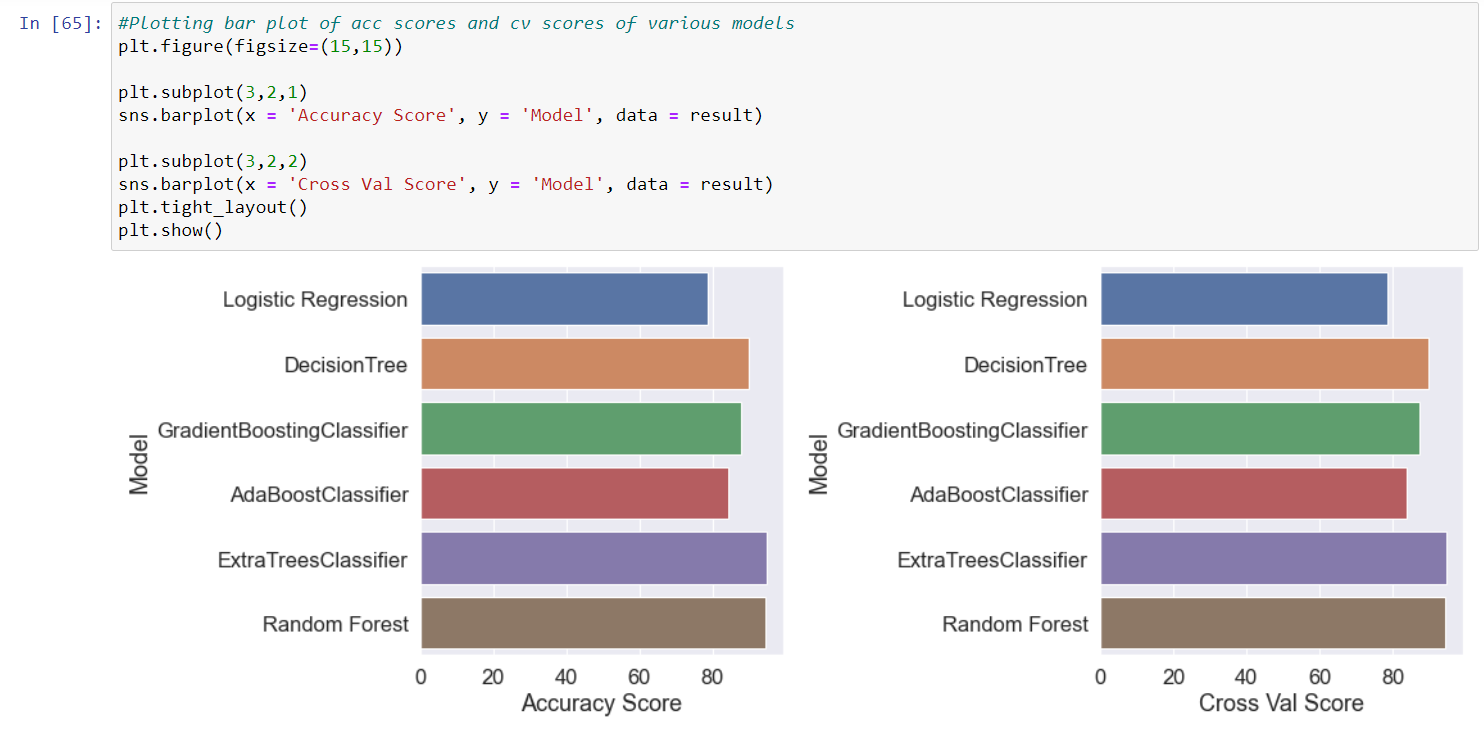 In [65]: #Plotting bar plot of acc scores and cv scores of various models
plt.figure(figsize=(15,15))
plt.subplot(3,2,1)
sns.barplot(x = 'Accuracy Score', y = 'Model', data = result)
plt.subplot(3,2,2)
sns.barplot(x = 'Cross Val Score', y = 'Model', data = result)
plt.tight_layout()
plt.show()
Model
Logistic Regression
DecisionTree
GradientBoostingClassifier
AdaBoostClassifier
ExtraTreesClassifier
Random Forest
0 20 40 60 80
Accuracy Score
Model
Logistic Regression
DecisionTree
GradientBoostingClassifier
AdaBoostClassifier
ExtraTreesClassifier
Random Forest
0 20 40 60 80
Cross Val Score